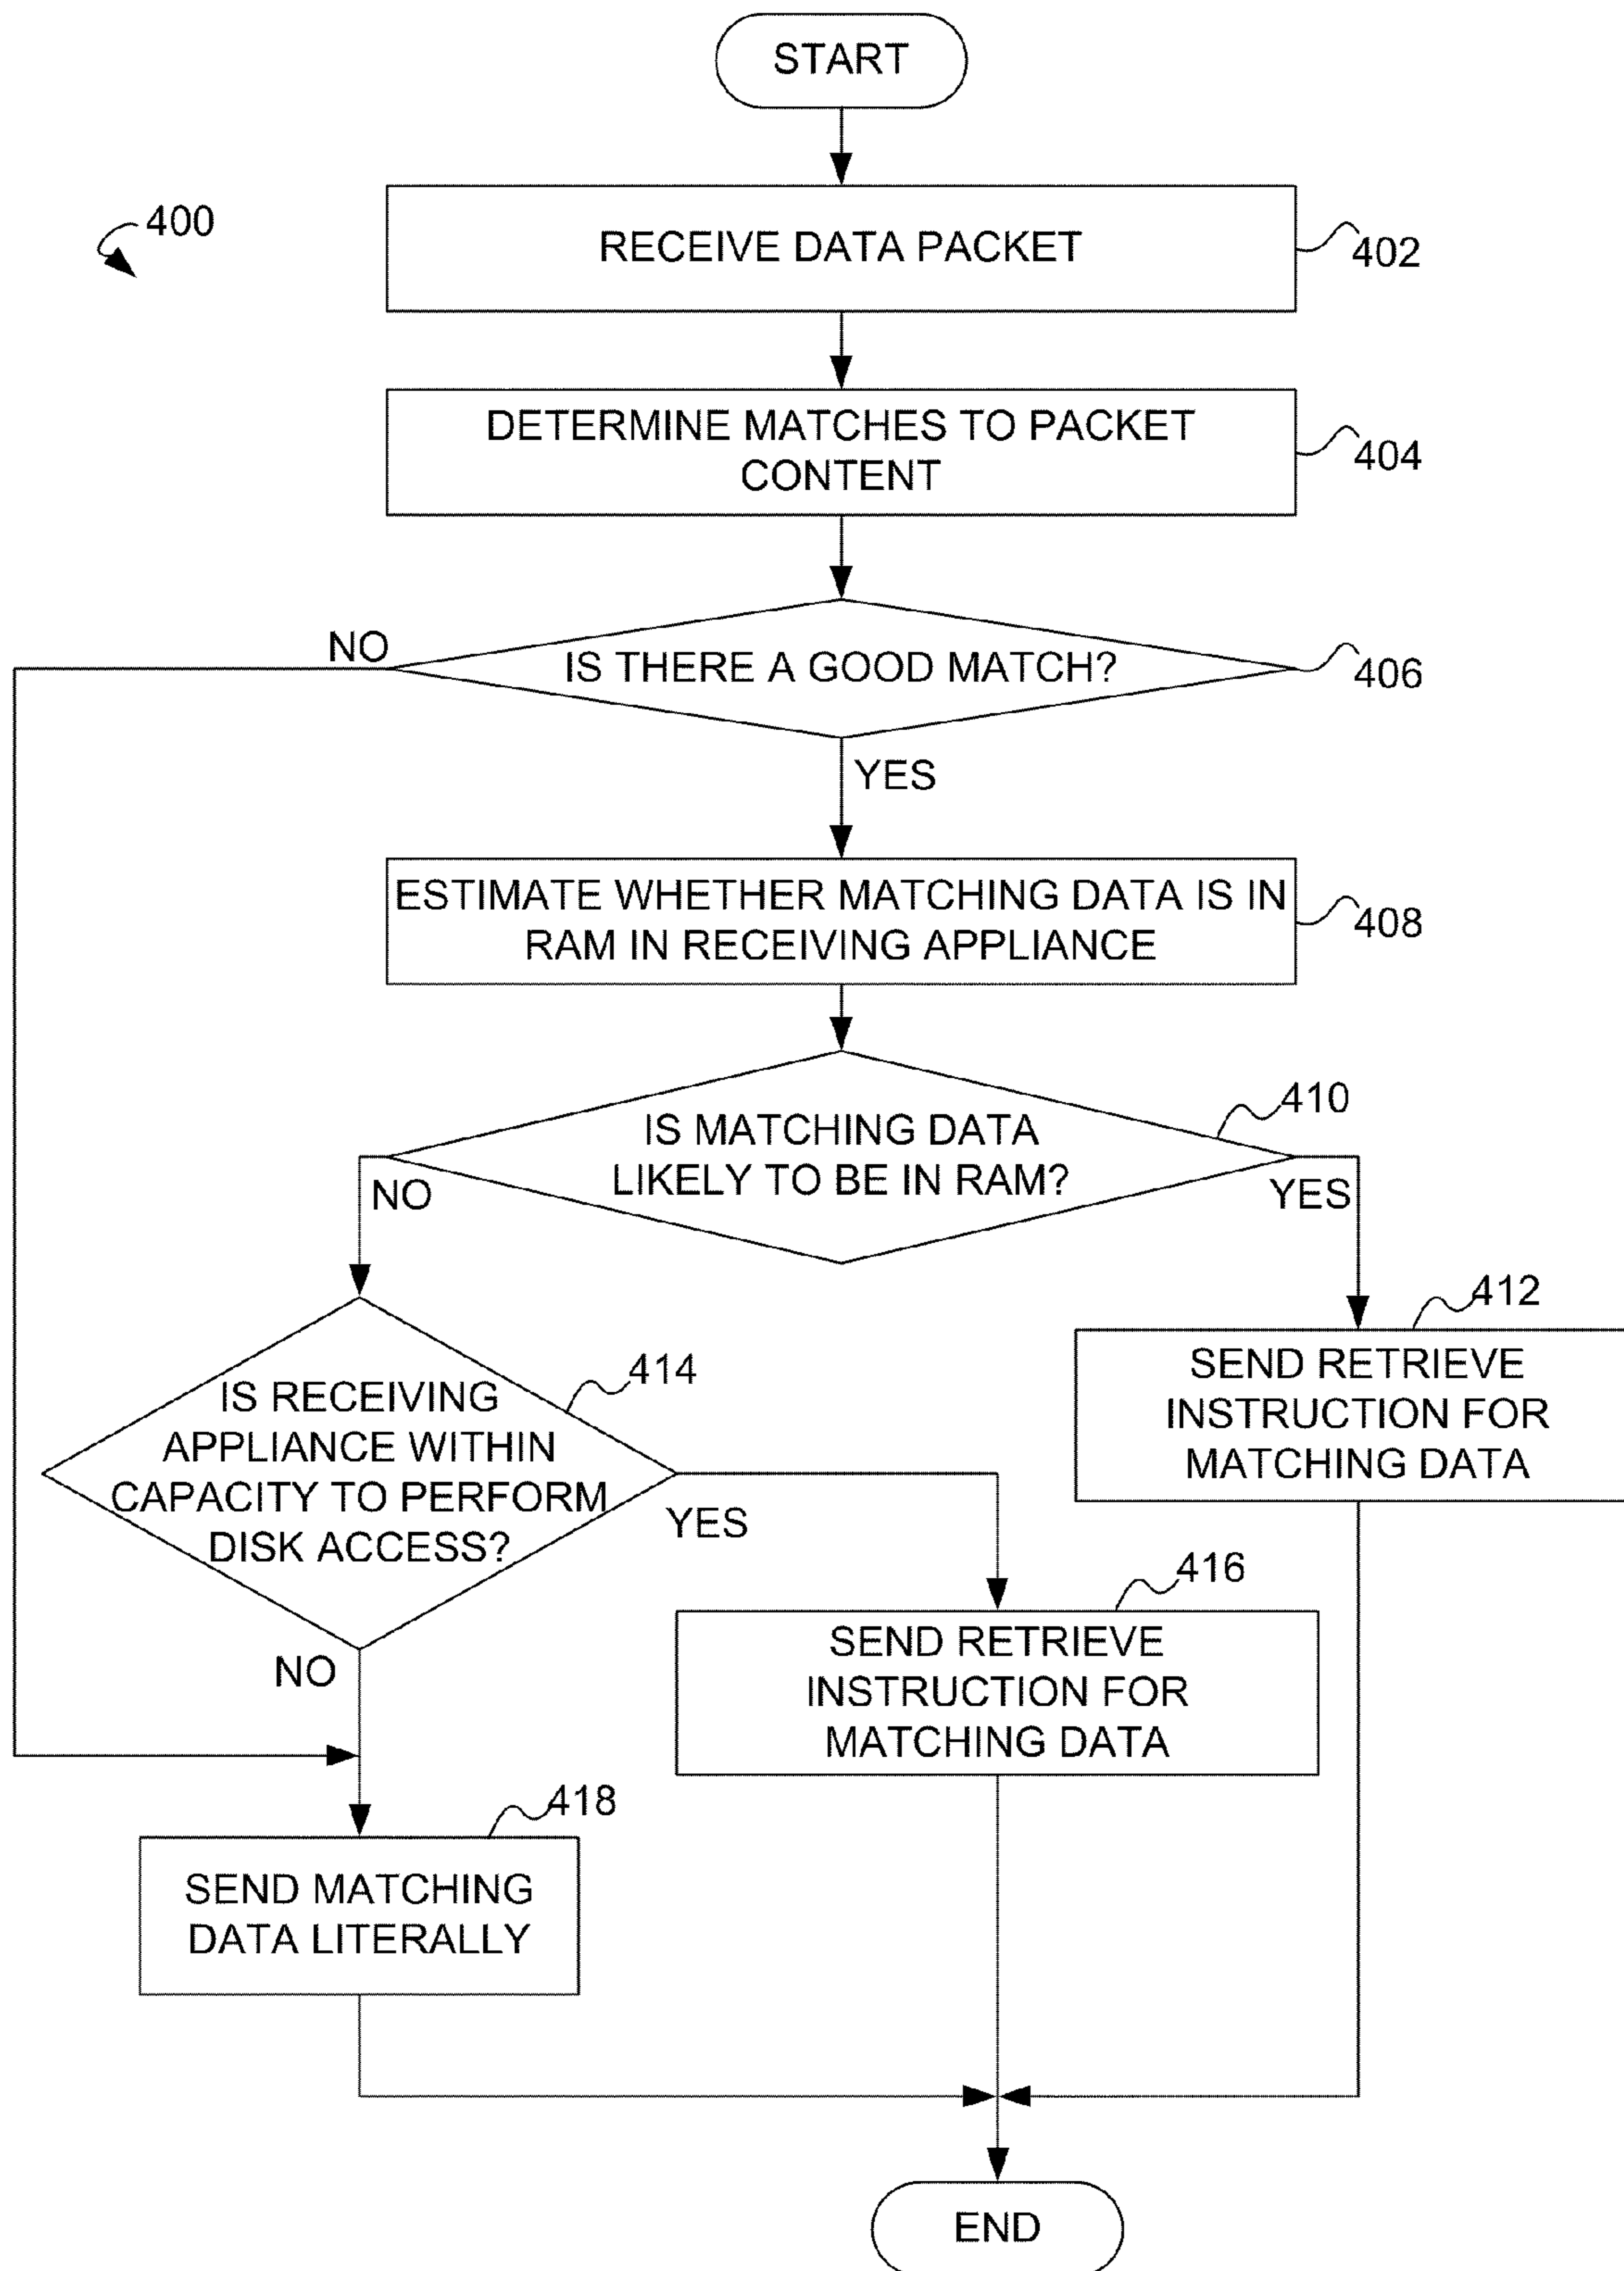 START
400
RECEIVE DATA PACKET
402
DETERMINE MATCHES TO PACKET
CONTENT
404
NO
IS THERE A GOOD MATCH?
406
YES
ESTIMATE WHETHER MATCHING DATA IS IN
RAM IN RECEIVING APPLIANCE
408
410
IS MATCHING DATA
LIKELY TO BE IN RAM?
NO
YES
412
SEND RETRIEVE
INSTRUCTION FOR
MATCHING DATA
414
IS RECEIVING
APPLIANCE WITHIN
CAPACITY TO PERFORM
DISK ACCESS?
YES
NO
416
SEND RETRIEVE
INSTRUCTION FOR
MATCHING DATA
418
SEND MATCHING
DATA LITERALLY
END